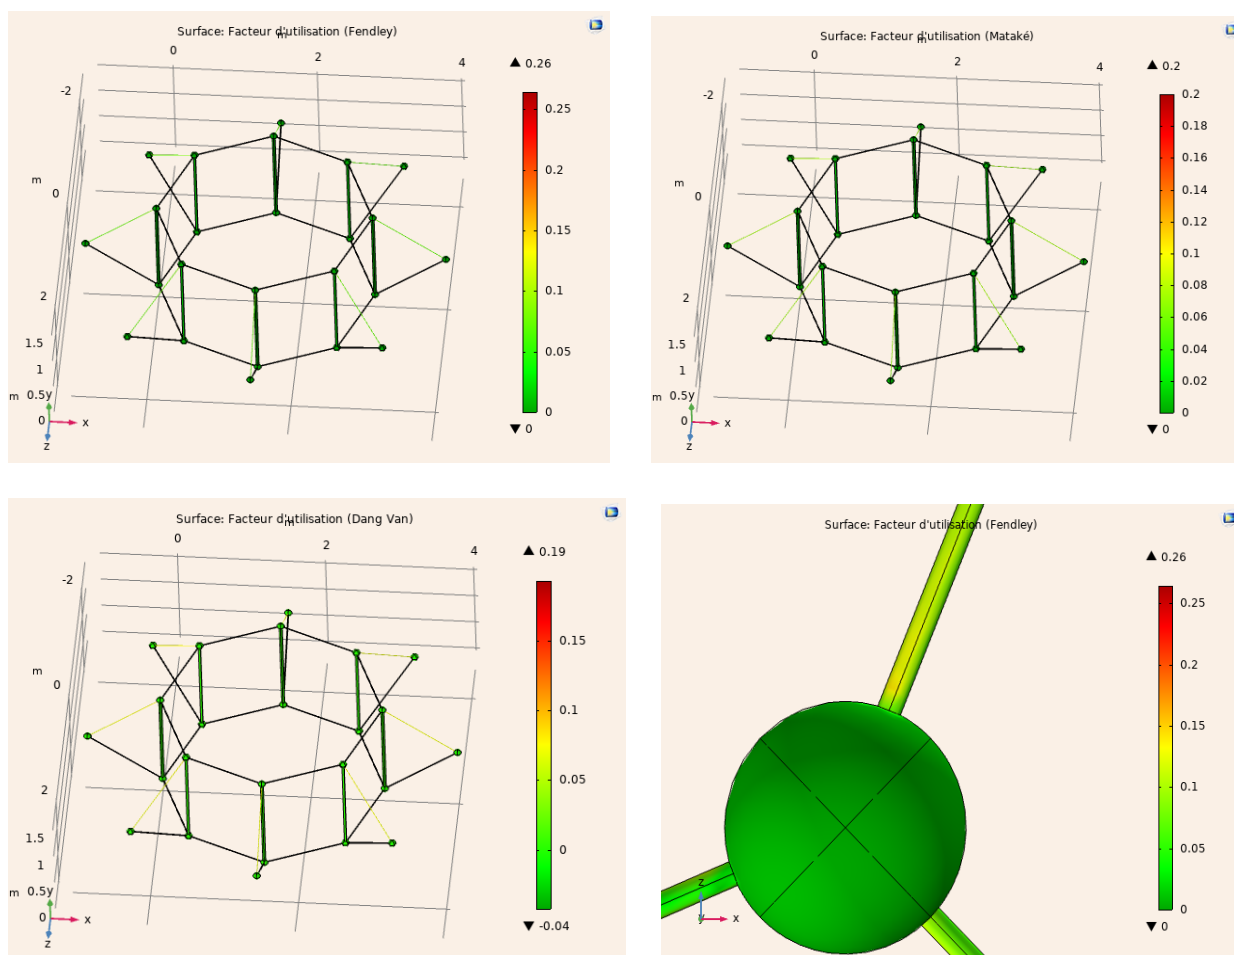 Surface: Facteur d'utilisation (Fendley)
m
0
2
4
-2
m
0
2
1.5
1
m 0.5
0
y
x
z
0.26
0.25
0.2
0.15
0.1
0.05
0
0
Surface: Facteur d'utilisation (Mataké)
m
0
2
4
-2
m
0
2
1.5
1
m 0.5
0
y
x
z
0.2
0.2
0.18
0.16
0.14
0.12
0.1
0.08
0.06
0.04
0.02
0
0
Surface: Facteur d'utilisation (Dang Van)
m
0
2
4
-2
m
0
2
1.5
1
m 0.5
0
y
x
z
0.19
0.15
0.1
0.05
0
-0.04
Surface: Facteur d'utilisation (Fendley)
z
y
x
0.26
0.25
0.2
0.15
0.1
0.05
0
0